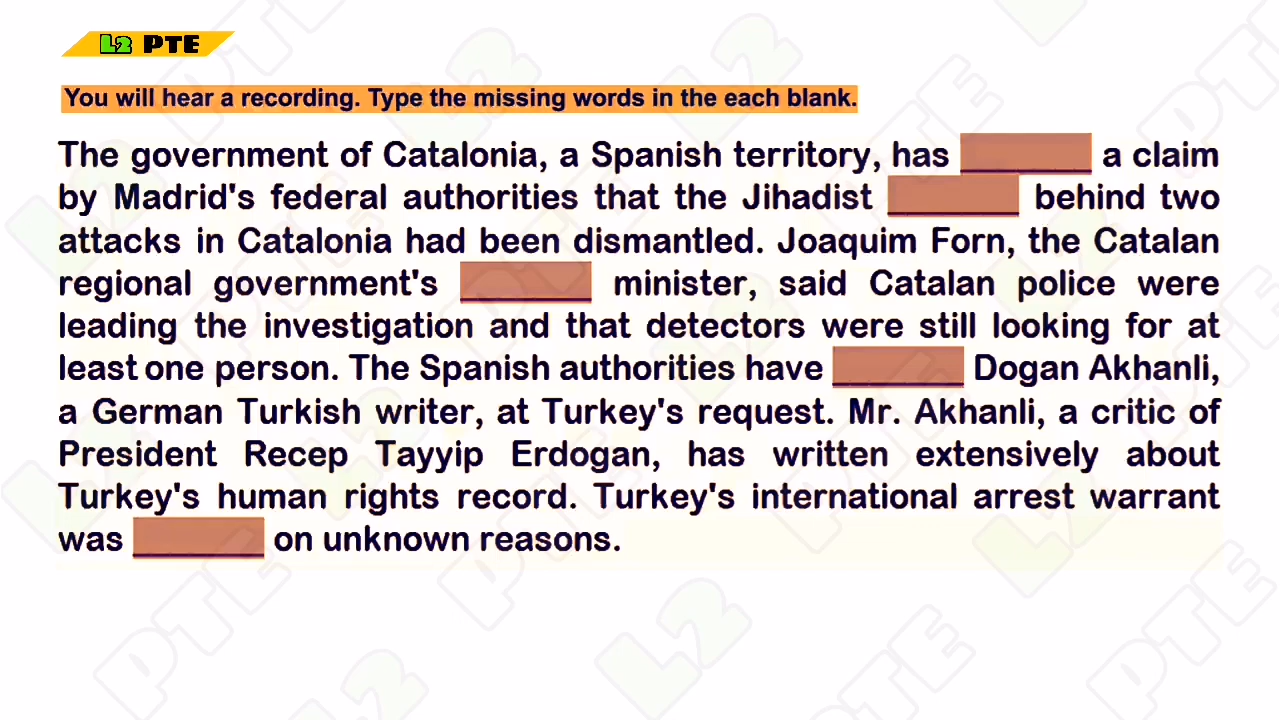 L2 PTE
You will hear a recording. Type the missing words in the each blank.
The government of Catalonia, a Spanish territory, has ________ a claim
by Madrid's federal authorities that the Jihadist ________ behind two
attacks in Catalonia had been dismantled. Joaquim Forn, the Catalan
regional government's ________ minister, said Catalan police were
leading the investigation and that detectors were still looking for at
least one person. The Spanish authorities have ________ Dogan Akhanli,
a German Turkish writer, at Turkey's request. Mr. Akhanli, a critic of
President Recep Tayyip Erdogan, has written extensively about
Turkey's human rights record. Turkey's international arrest warrant
was ________ on unknown reasons.